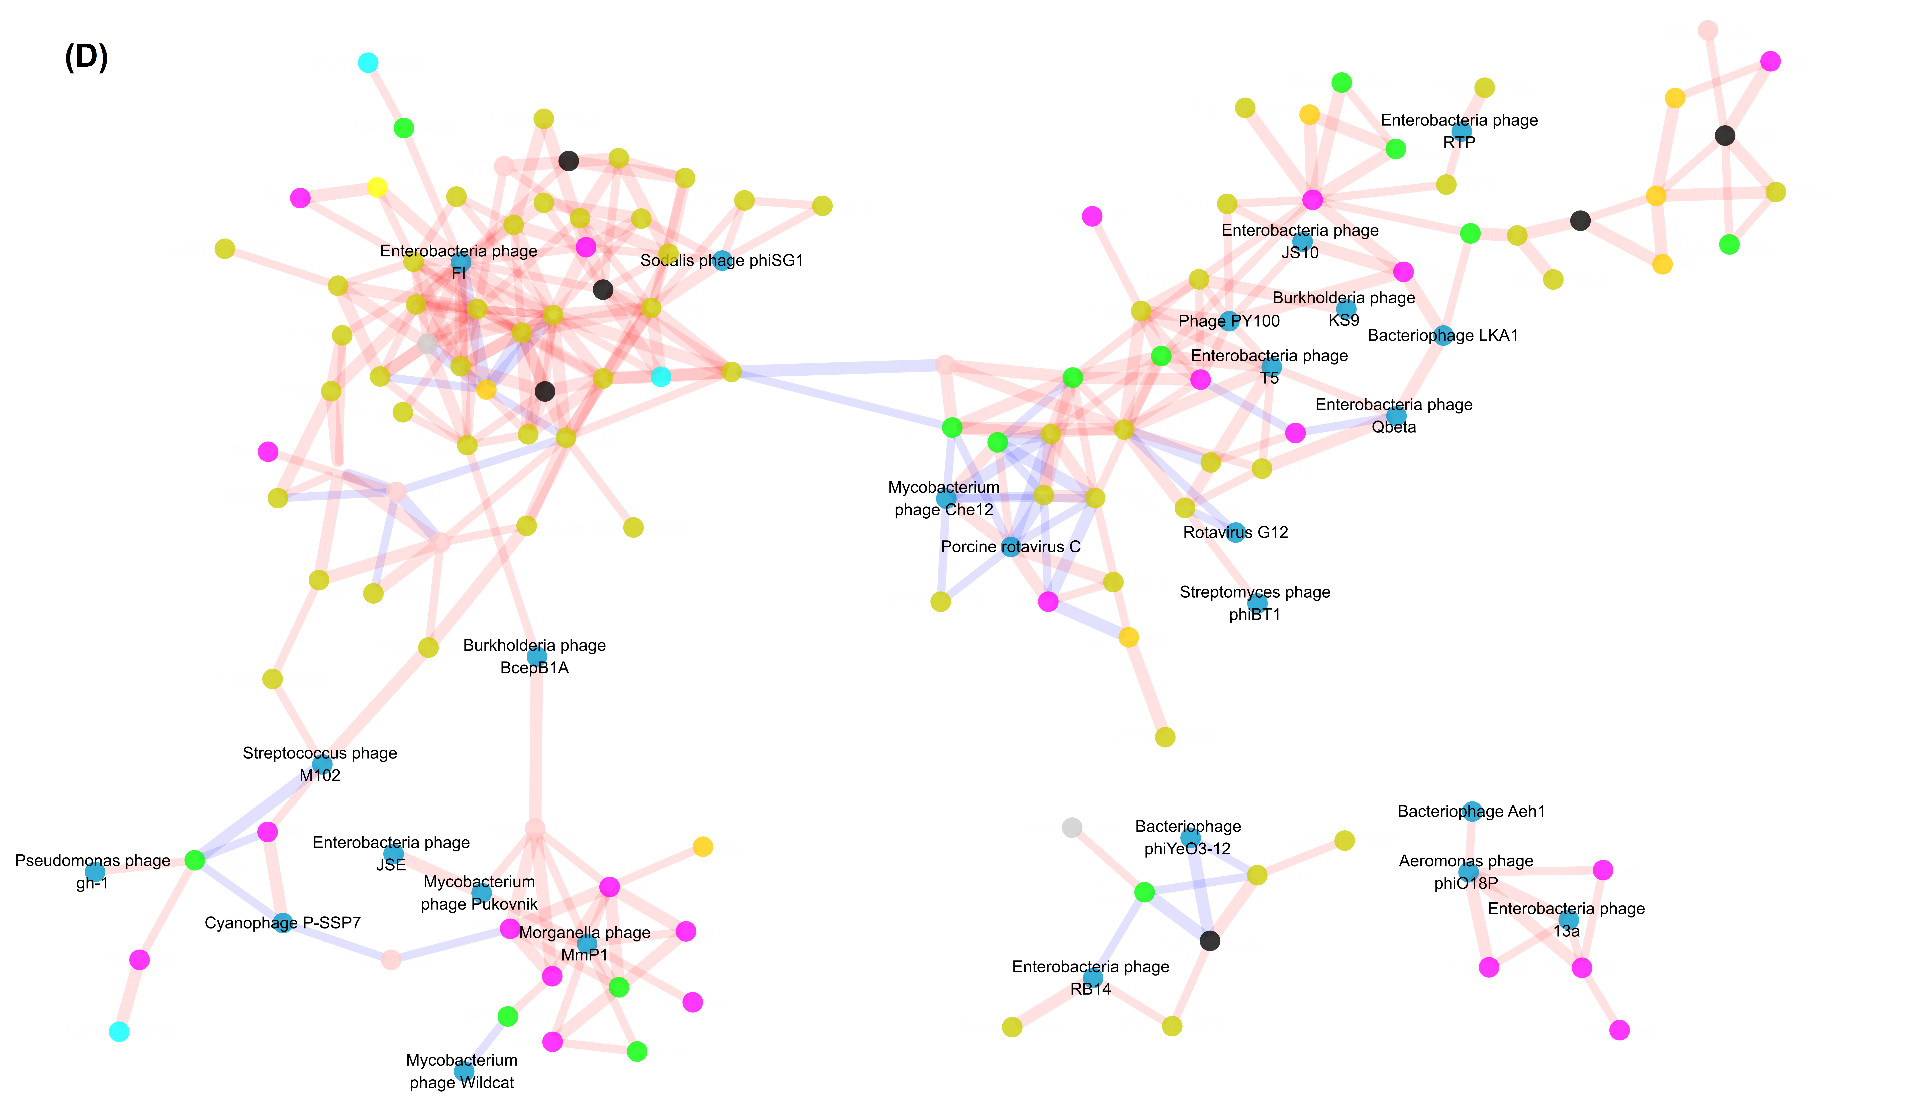 (D)
Enterobacteria phage
RTP
Enterobacteria phage
JS10
Enterobacteria phage
FI
Sodalis phage phiSG1
Burkholderia phage
KS9
Phage PY100
Bacteriophage LKA1
Enterobacteria phage
T5
Enterobacteria phage
Qbeta
Mycobacterium
phage Che12
Rotavirus G12
Porcine rotavirus C
Streptomyces phage
phiBT1
Burkholderia phage
BcepB1A
Streptococcus phage
M102
Bacteriophage Aeh1
Bacteriophage
phiYeO3-12
Enterobacteria phage
JSE
Pseudomonas phage
gh-1
Aeromonas phage
phiO18P
Mycobacterium
phage Pukovnik
Enterobacteria phage
13a
Cyanophage P-SSP7
Morganella phage
MmP1
Enterobacteria phage
RB14
Mycobacterium
phage Wildcat